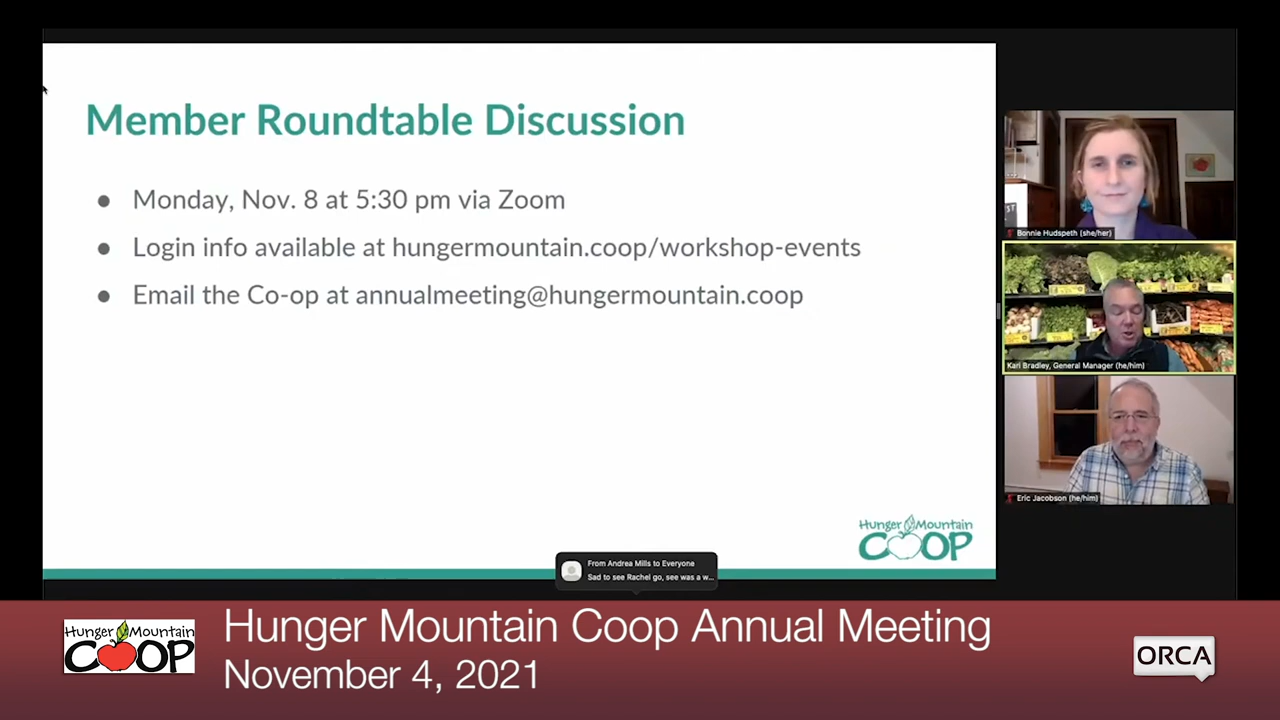 Member Roundtable Discussion
● Monday, Nov. 8 at 5:30 pm via Zoom
● Login info available at hungermountain.coop/workshop-events
● Email the Co-op at annualmeeting@hungermountain.coop
Hunger Mountain
COOP
From Andrea Mills to Everyone
Sad to see Rachel go, see was a w...
Bonnie Hudspeth (she/her)
Kari Bradley, General Manager (he/him)
Eric Jacobson (he/him)
Hunger Mountain
COOP
Hunger Mountain Coop Annual Meeting
November 4, 2021
ORCA